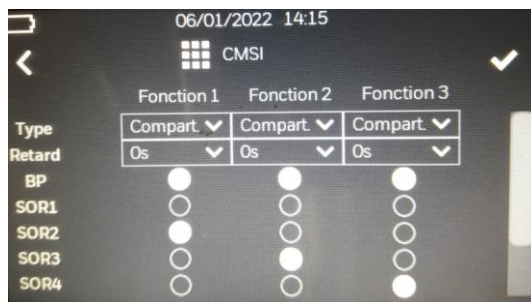 06/01/2022 14:15
CMSI
Fonction 1 Fonction 2 Fonction 3
Type Compart. Compart. Compart.
Retard 0s 0s 0s
BP
SOR1
SOR2
SOR3
SOR4